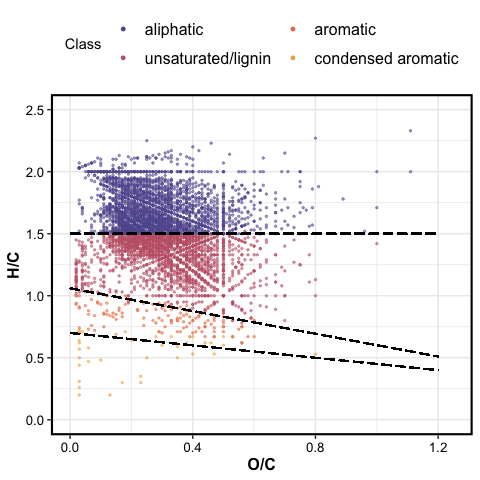 Class
aliphatic
aromatic
unsaturated/lignin
condensed aromatic
2.5
2.0
1.5
1.0
0.5
0.0
H/C
0.0 0.4 0.8 1.2
O/C